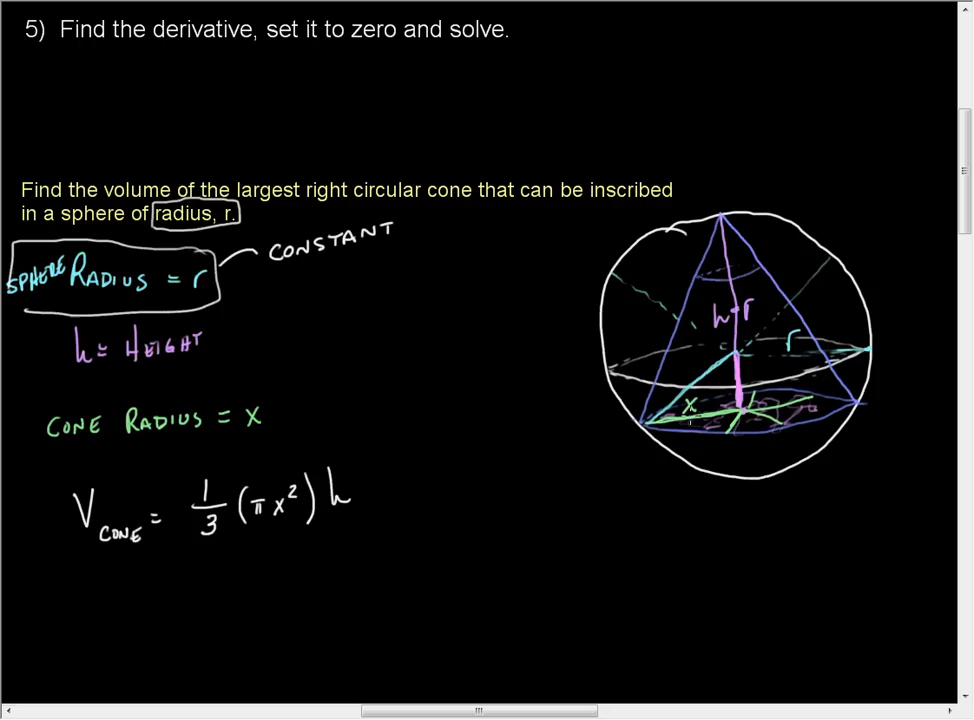 5) Find the derivative, set it to zero and solve.
Find the volume of the largest right circular cone that can be inscribed
in a sphere of radius, r.
CONSTANT
SPHERE RADIUS = r
h = HEIGHT
CONE RADIUS = x
V CONE = 1/3 (π x²) h
h r
r
x